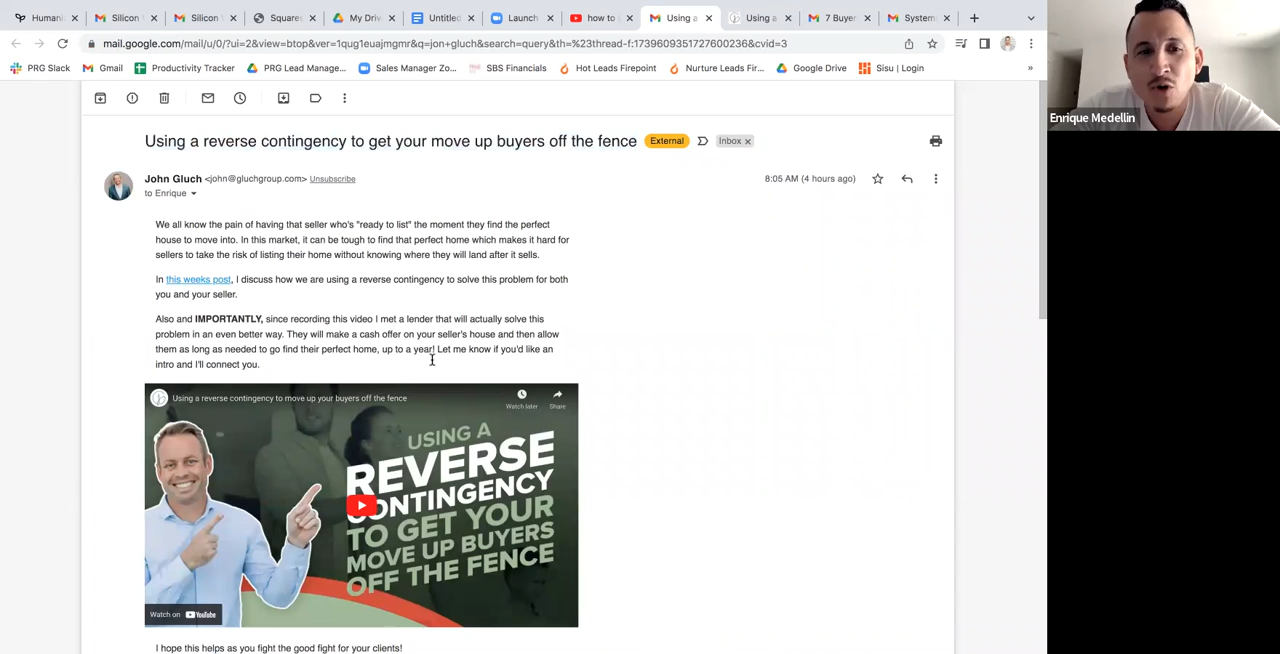 Humani
Silicon
Silicon
Squares
My Driv
Untitled
Launch
how to
Using a
Using a
7 Buyer
System
mail.google.com/mail/u/0/?ui=2&view=btop&ver=1qug1euajmgmr&q=jon+gluch&search=query&th=%23thread-f:1739609351727600236&cvid=3
PRG Slack
Gmail
Productivity Tracker
PRG Lead Manage...
Sales Manager Zo...
SBS Financials
Hot Leads Firepoint
Nurture Leads Fir...
Google Drive
Sisu | Login
»
Enrique Medellin
Using a reverse contingency to get your move up buyers off the fence
External
Inbox x
John Gluch <john@gluchgroup.com> Unsubscribe
8:05 AM (4 hours ago)
to Enrique
We all know the pain of having that seller who's "ready to list" the moment they find the perfect
house to move into. In this market, it can be tough to find that perfect home which makes it hard for
sellers to take the risk of listing their home without knowing where they will land after it sells.
In this weeks post, I discuss how we are using a reverse contingency to solve this problem for both
you and your seller.
Also and IMPORTANTLY, since recording this video I met a lender that will actually solve this
problem in an even better way. They will make a cash offer on your seller's house and then allow
them as long as needed to go find their perfect home, up to a year! Let me know if you'd like an
intro and I'll connect you.
Using a reverse contingency to move up your buyers off the fence
Watch later
Share
USING A
REVERSE
CONTINGENCY
TO GET YOUR
MOVE UP BUYERS
OFF THE FENCE
Watch on YouTube
I hope this helps as you fight the good fight for your clients!